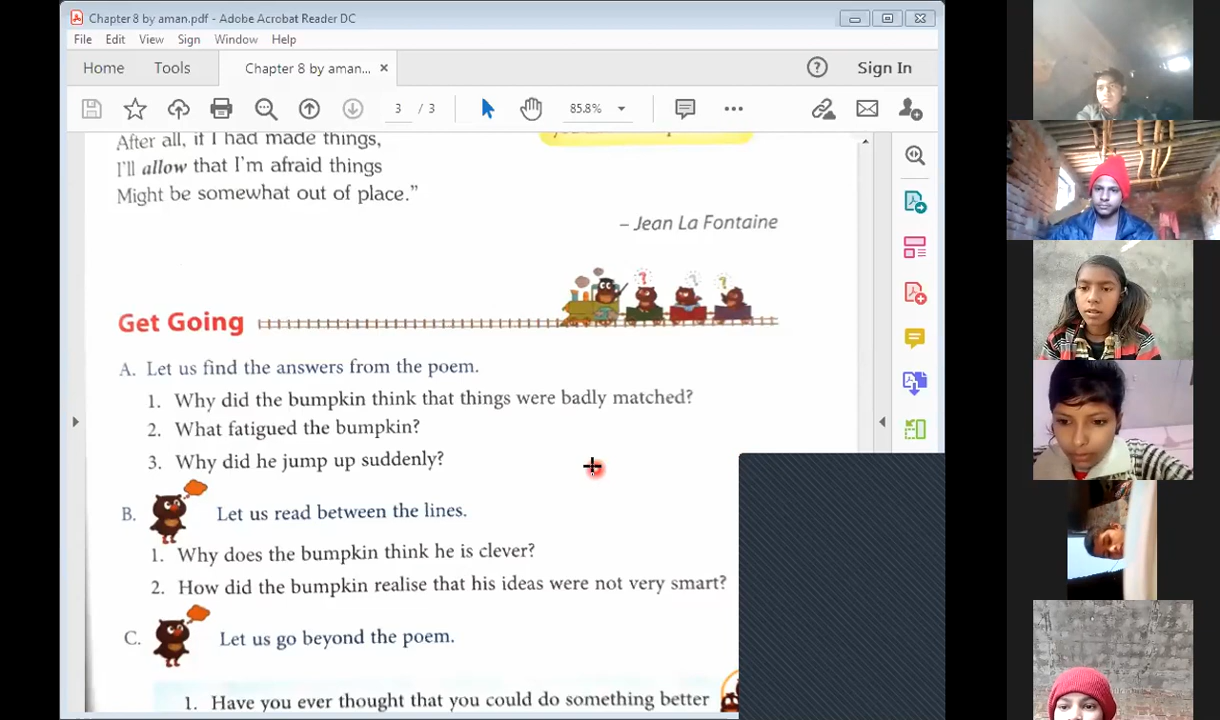 Chapter 8 by aman.pdf - Adobe Acrobat Reader DC
File Edit View Sign Window Help
Home Tools Chapter 8 by aman... × Sign In
3 / 3 85.8%
After all, if I had made things,
I'll allow that I'm afraid things
Might be somewhat out of place."
– Jean La Fontaine
Get Going
A. Let us find the answers from the poem.
1. Why did the bumpkin think that things were badly matched?
2. What fatigued the bumpkin?
3. Why did he jump up suddenly?
B. Let us read between the lines.
1. Why does the bumpkin think he is clever?
2. How did the bumpkin realise that his ideas were not very smart?
C. Let us go beyond the poem.
1. Have you ever thought that you could do something better